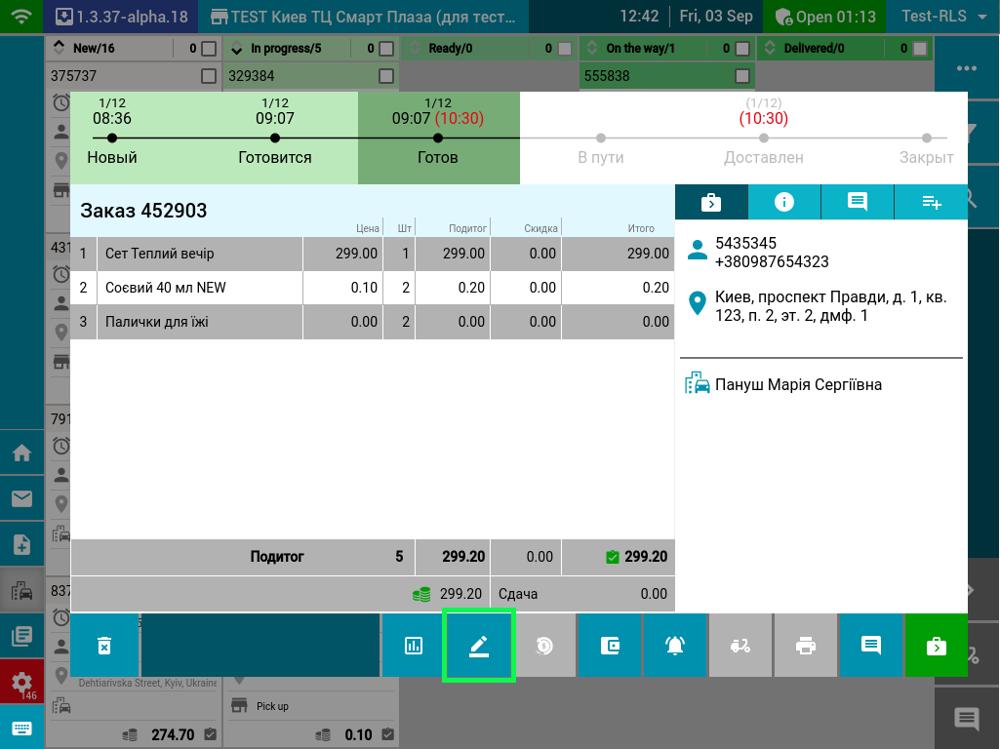 1.3.37-alpha.18
TEST Киев ТЦ Смарт Плаза (для тест...
12:42
Fri, 03 Sep
Open 01:13
Test-RLS
New/16
0
In progress/5
0
Ready/0
0
On the way/1
0
Delivered/0
0
375737
329384
555838
1/12
08:36
Новый
1/12
09:07
Готовится
1/12
09:07 (10:30)
Готов
В пути
(1/12)
(10:30)
Доставлен
Закрыт
Заказ 452903
Цена
Шт
Подитог
Скидка
Итого
1 Сет Теплий вечір 299.00 1 299.00 0.00 299.00
2 Соєвий 40 мл NEW 0.10 2 0.20 0.00 0.20
3 Палички для їжі 0.00 2 0.00 0.00 0.00
Подитог 5 299.20 0.00 299.20
299.20 Сдача 0.00
5435345
+380987654323
Киев, проспект Правди, д. 1, кв.
123, п. 2, эт. 2, дмф. 1
Пануш Марія Сергіївна
431
791
837
146
Dehtiarivska Street, Kyiv, Ukraine
Pick up
274.70
0.10